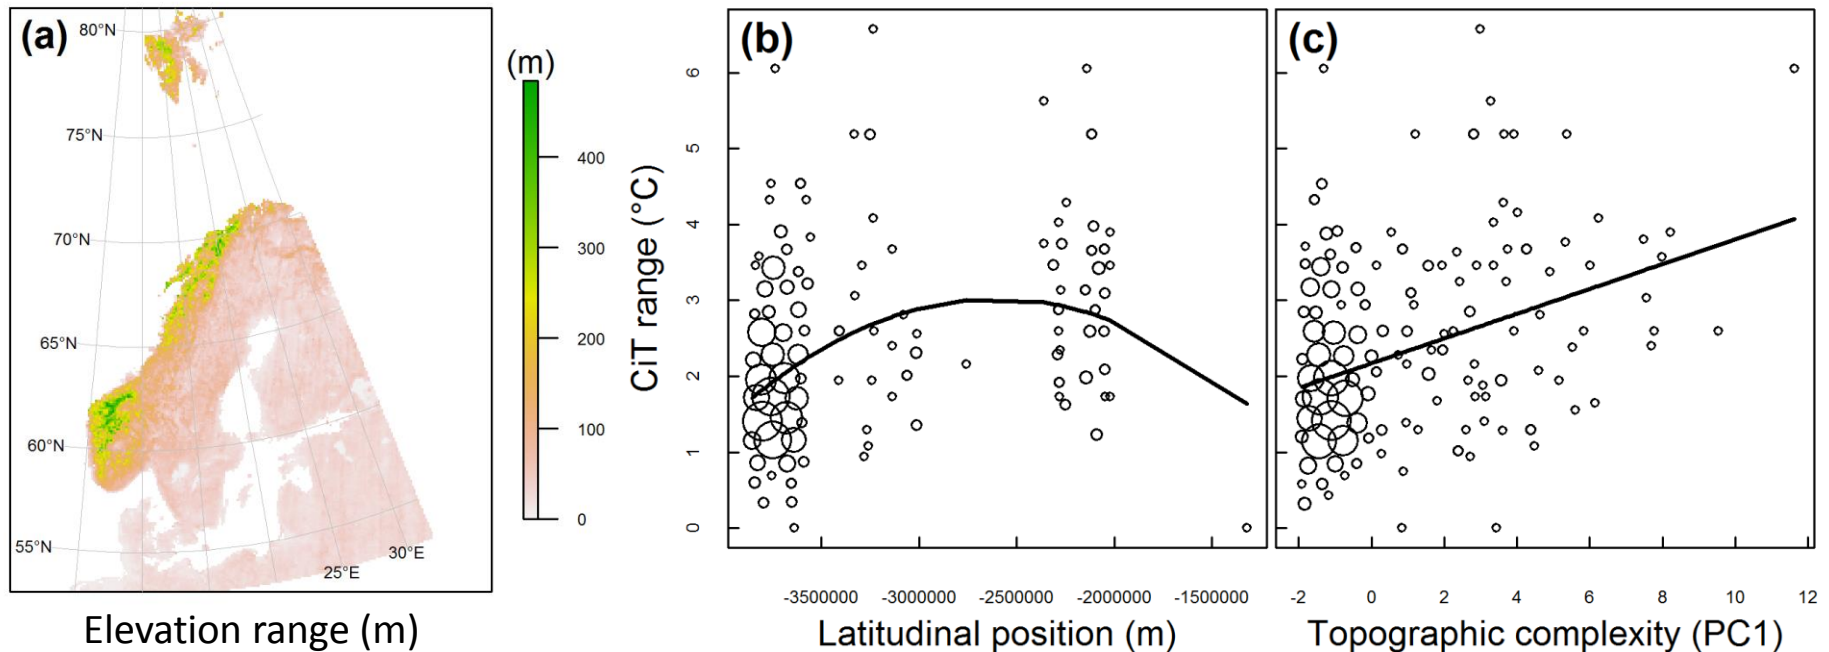 (a)
80°N
75°N
70°N
65°N
60°N
55°N
25°E
30°E
(m)
400
300
200
100
0
Elevation range (m)
(b)
CiT range (°C)
6
5
4
3
2
1
0
-3500000 -3000000 -2500000 -2000000 -1500000
Latitudinal position (m)
(c)
-2 0 2 4 6 8 10 12
Topographic complexity (PC1)